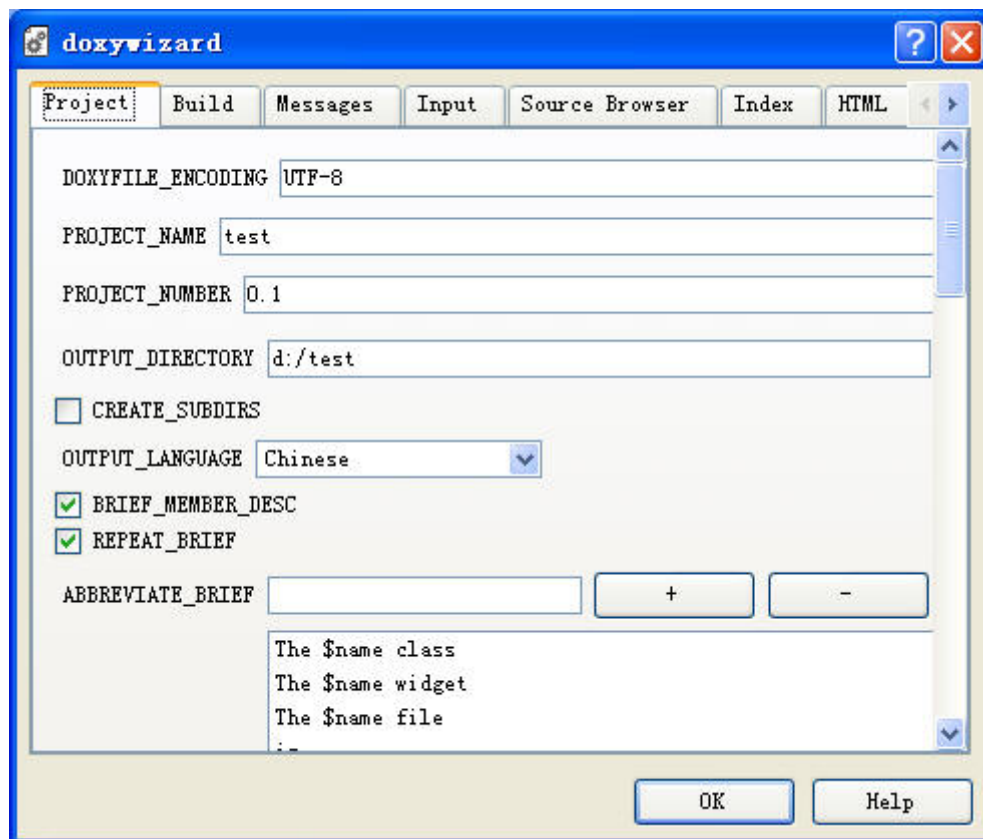 doxywizard
Project Build Messages Input Source Browser Index HTML
DOXYFILE_ENCODING UTF-8
PROJECT_NAME test
PROJECT_NUMBER 0.1
OUTPUT_DIRECTORY d:/test
CREATE_SUBDIRS
OUTPUT_LANGUAGE Chinese
BRIEF_MEMBER_DESC
REPEAT_BRIEF
ABBREVIATE_BRIEF + -
The $name class
The $name widget
The $name file
OK Help